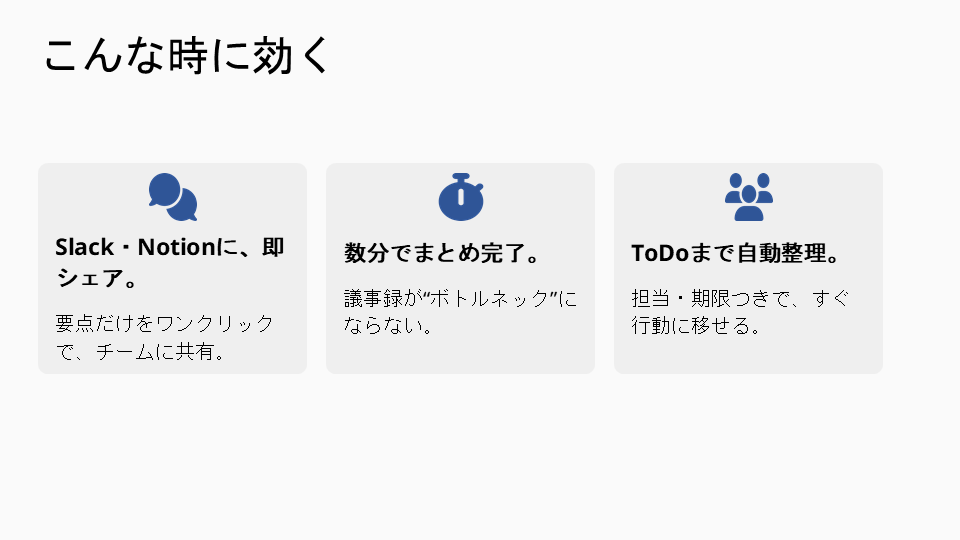 こんな時に効く
Slack・Notionに、即
シェア。
要点だけをワンクリック
で、チームに共有。
数分でまとめ完了。
議事録が“ボトルネック”に
ならない。
ToDoまで自動整理。
担当・期限つきで、すぐ
行動に移せる。